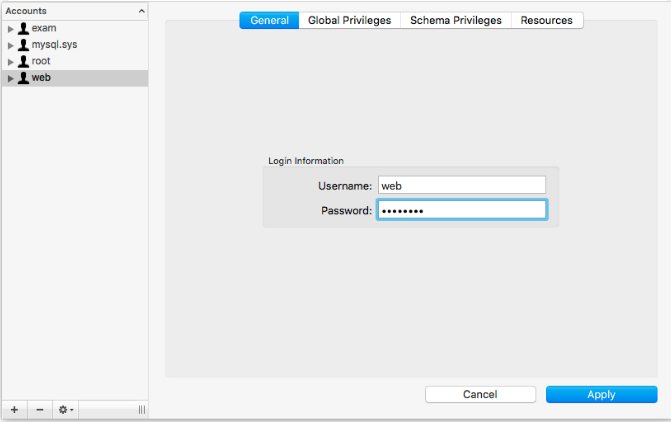 Accounts
exam
mysql.sys
root
web
General Global Privileges Schema Privileges Resources
Login Information
Username: web
Password: ••••••••
Cancel Apply